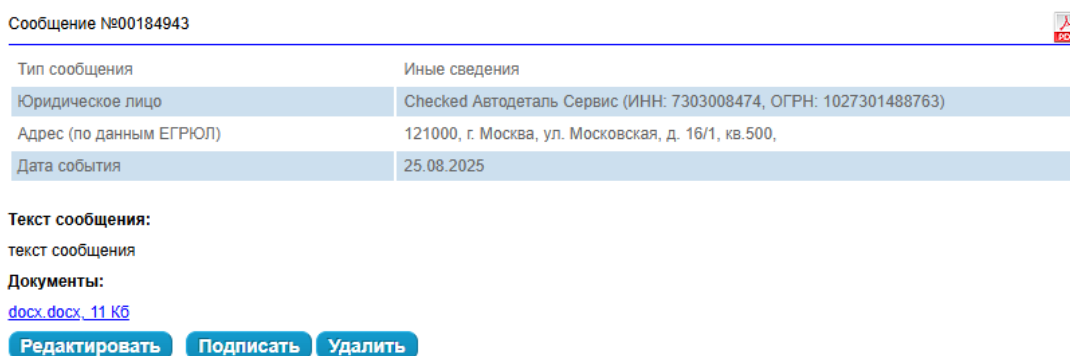 Сообщение №00184943
Тип сообщения Иные сведения
Юридическое лицо Checked Автодеталь Сервис (ИНН: 7303008474, ОГРН: 1027301488763)
Адрес (по данным ЕГРЮЛ) 121000, г. Москва, ул. Московская, д. 16/1, кв.500,
Дата события 25.08.2025
Текст сообщения:
текст сообщения
Документы:
docx.docx, 11 Кб
Редактировать Подписать Удалить